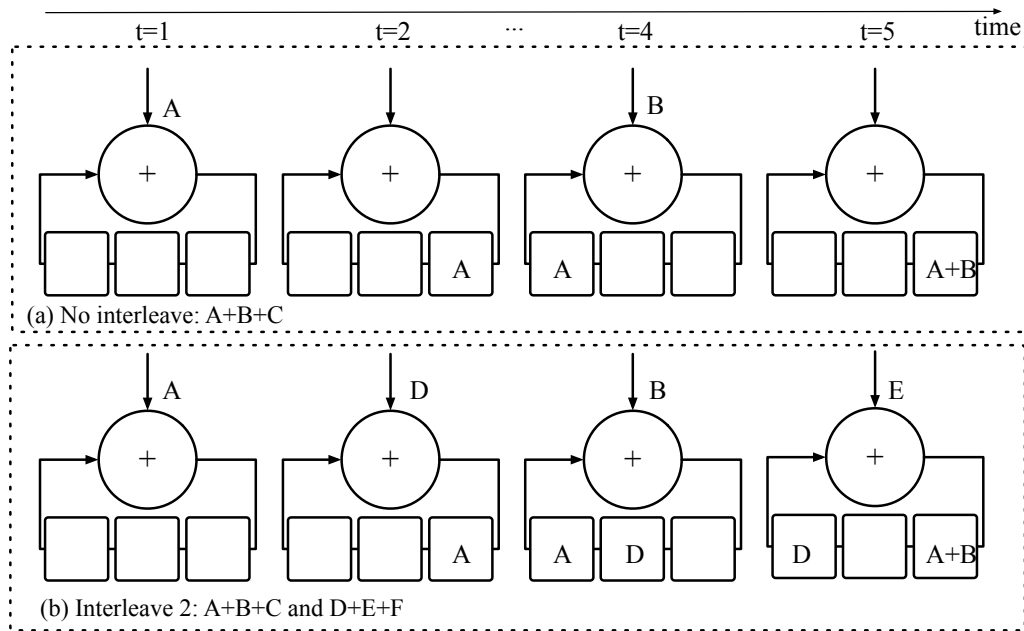 t=1 t=2 ... t=4 t=5 time
A B
+ + + +
A A A+B
(a) No interleave: A+B+C
A D B E
+ + + +
A A D D A+B
(b) Interleave 2: A+B+C and D+E+F